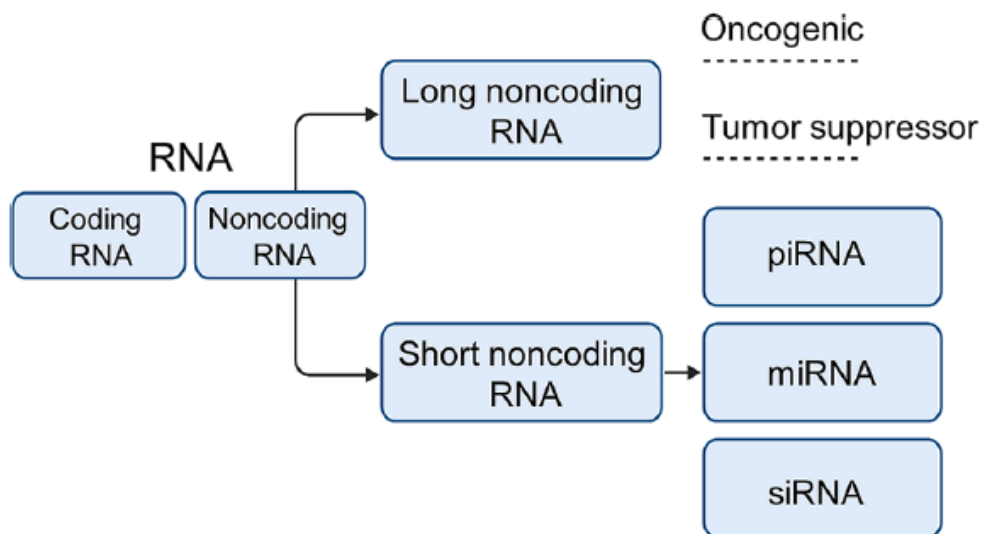 Oncogenic
Long noncoding
RNA
Tumor suppressor
RNA
Coding
RNA
Noncoding
RNA
piRNA
Short noncoding
RNA
miRNA
siRNA